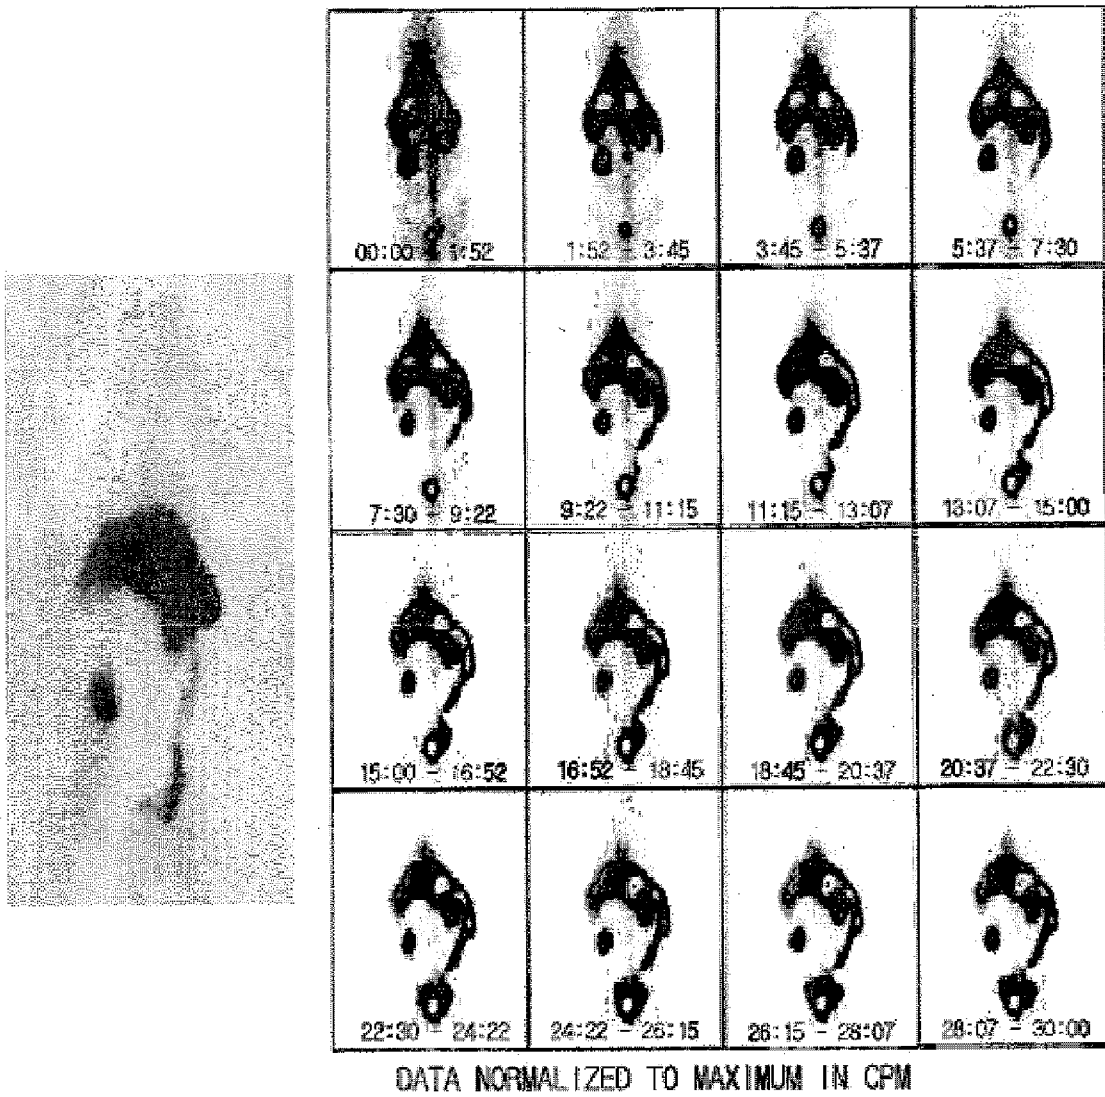 00:00 - 1:52
1:52 - 3:45
3:45 - 5:37
5:37 - 7:30
7:30 - 9:22
9:22 - 11:15
11:15 - 13:07
13:07 - 15:00
15:00 - 16:52
16:52 - 18:45
18:45 - 20:37
20:37 - 22:30
22:30 - 24:22
24:22 - 26:15
26:15 - 28:07
28:07 - 30:00
DATA NORMALIZED TO MAXIMUM IN CPM